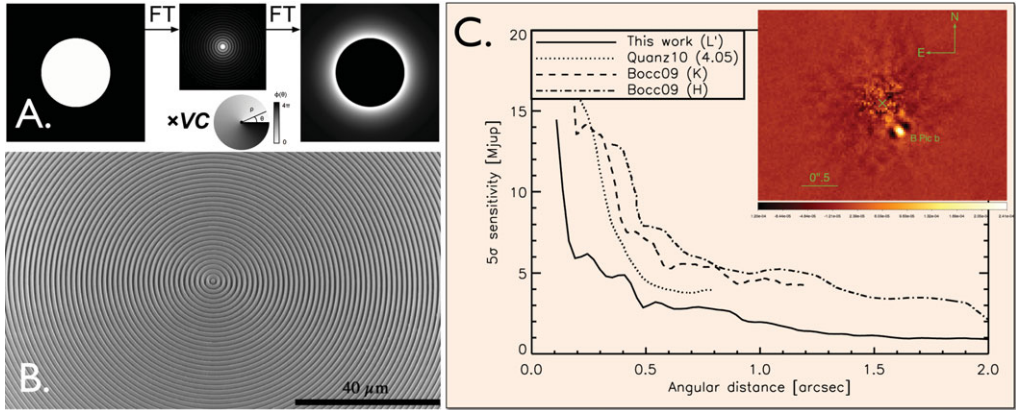 FT
FT
×VC
ρ
θ
Φ(θ)
4π
0
A.
B.
40 μm
C.
5σ sensitivity [Mjup]
20
15
10
5
0
This work (L')
Quanz10 (4.05)
Bocc09 (K)
Bocc09 (H)
0.0
0.5
1.0
1.5
2.0
Angular distance [arcsec]
N
E
Β Pic b
0".5